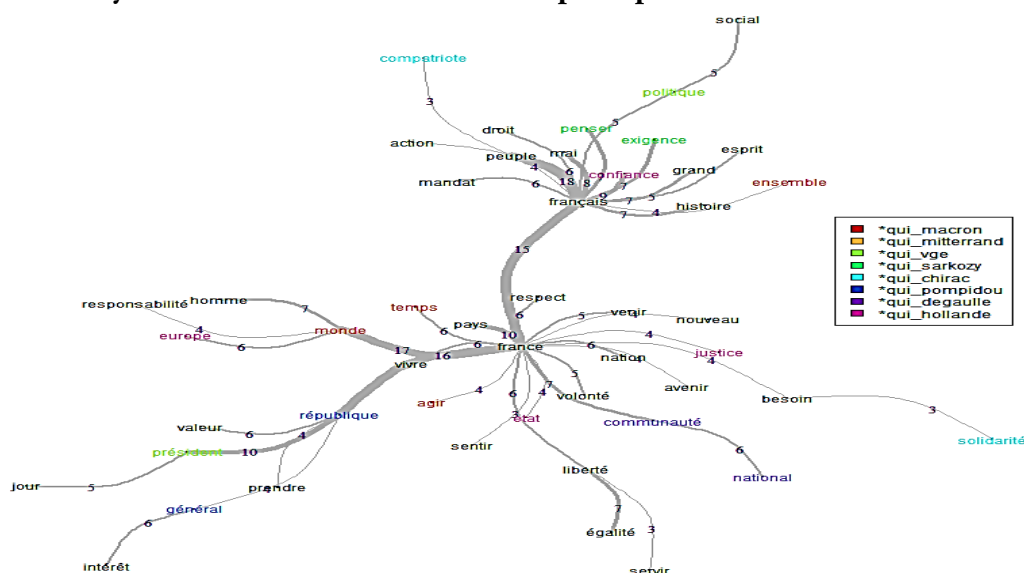 social
compatriote
politique
5
3
5
droit
penser
mai
exigence
action
peuple
esprit
4
6
18
8
confiance
7
grand
mandat
6
9
7
5
ensemble
français
7
4
histoire
15
*qui_macron
*qui_mitterrand
*qui_vge
*qui_sarkozy
*qui_chirac
*qui_pompidou
*qui_degaulle
*qui_hollande
respect
responsabilité
homme
7
temps
6
5
venir
4
nouveau
europe
4
monde
6
pays
10
4
6
17
16
6
france
6
nation
justice
4
vivre
5
avenir
agir
4
6
4
7
volonté
besoin
république
3
état
communauté
3
valeur
6
4
sentir
solidarité
président
10
6
jour
5
prendre
liberté
national
général
7
6
égalité
3
intérêt
servir